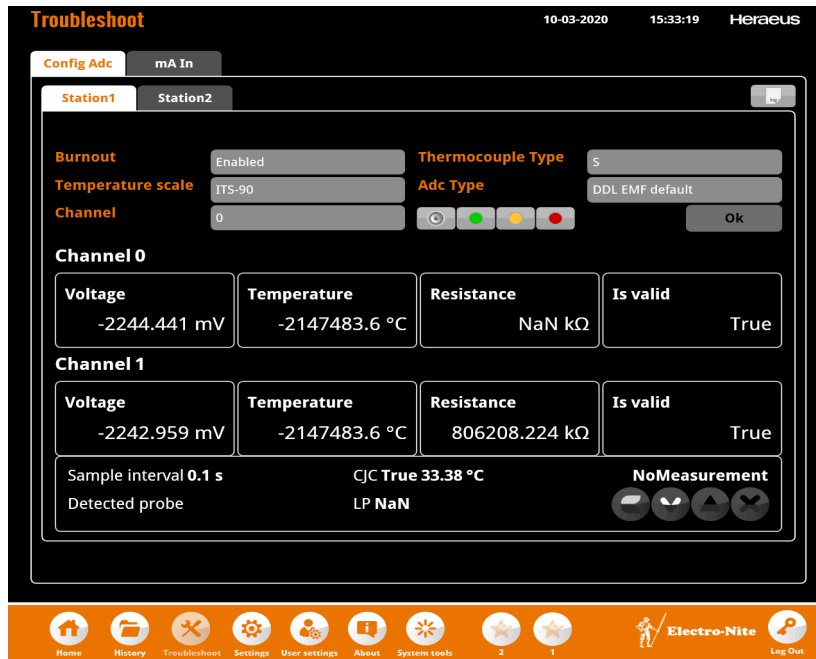 Troubleshoot 10-03-2020 15:33:19 Heraeus
Config Adc mA In
Station1 Station2
Burnout Enabled Thermocouple Type S
Temperature scale ITS-90 Adc Type DDL EMF default
Channel 0 Ok
Channel 0
Voltage Temperature Resistance Is valid
-2244.441 mV -2147483.6 °C NaN kΩ True
Channel 1
Voltage Temperature Resistance Is valid
-2242.959 mV -2147483.6 °C 806208.224 kΩ True
Sample interval 0.1 s CJC True 33.38 °C NoMeasurement
Detected probe LP NaN
Electro-Nite
Home History Troubleshoot Settings User settings About System tools 2 1 Log Out